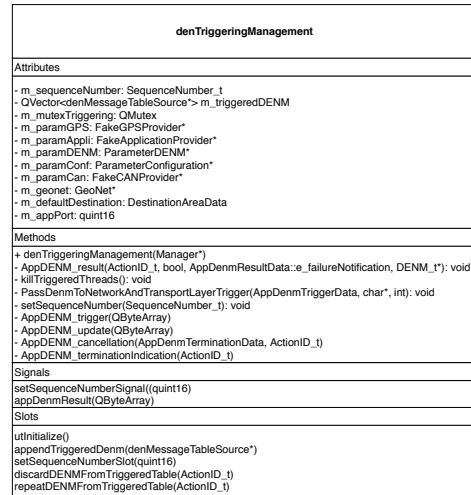 denTriggeringManagement
Attributes
- m_sequenceNumber: SequenceNumber_t
- QVector<denMessageTableSource*> m_triggeredDENM
- m_mutexTriggering: QMutex
- m_paramGPS: FakeGPSProvider*
- m_paramAppli: FakeApplicationProvider*
- m_paramDENM: ParameterDENM*
- m_paramConf: ParameterConfiguration*
- m_paramCan: FakeCANProvider*
- m_geonet: GeoNet*
- m_defaultDestination: DestinationAreaData
- m_appPort: quint16
Methods
+ denTriggeringManagement(Manager*)
- AppDENM_result(ActionID_t, bool, AppDenmResultData::e_failureNotification, DENM_t*): void
- killTriggeredThreads(): void
- PassDenmToNetworkAndTransportLayerTrigger(AppDenmTriggerData, char*, int): void
- setSequenceNumber(SequenceNumber_t): void
- AppDENM_trigger(QByteArray)
- AppDENM_update(QByteArray)
- AppDENM_cancellation(AppDenmTerminationData, ActionID_t)
- AppDENM_terminationIndication(ActionID_t)
Signals
setSequenceNumberSignal((quint16)
appDenmResult(QByteArray)
Slots
utInitialize()
appendTriggeredDenm(denMessageTableSource*)
setSequenceNumberSlot(quint16)
discardDENMFromTriggeredTable(ActionID_t)
repeatDENMFromTriggeredTable(ActionID_t)